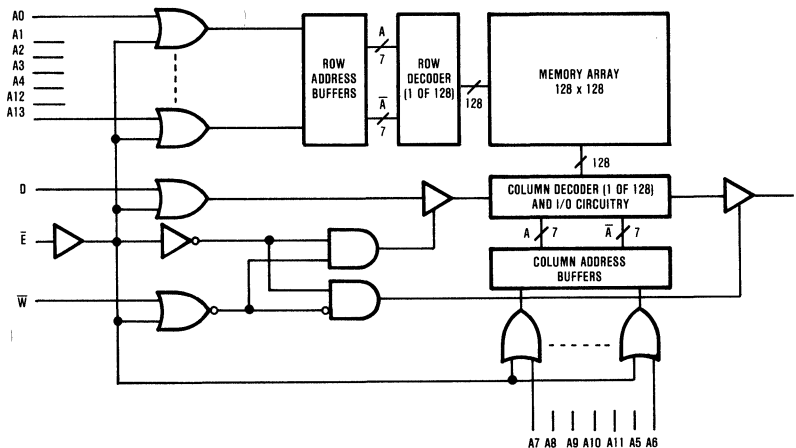 A0
A1
A2
A3
A4
A12
A13
ROW
ADDRESS
BUFFERS
A
7
A̅
7
ROW
DECODER
(1 OF 128)
128
MEMORY ARRAY
128 x 128
128
D
COLUMN DECODER (1 OF 128)
AND I/O CIRCUITRY
E̅
A 7 A̅ 7
COLUMN ADDRESS
BUFFERS
W̅
A7 A8 A9 A10 A11 A5 A6